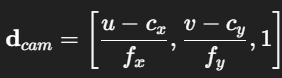 d_cam = [ (u − c_x) / f_x , (v − c_y) / f_y , 1 ]